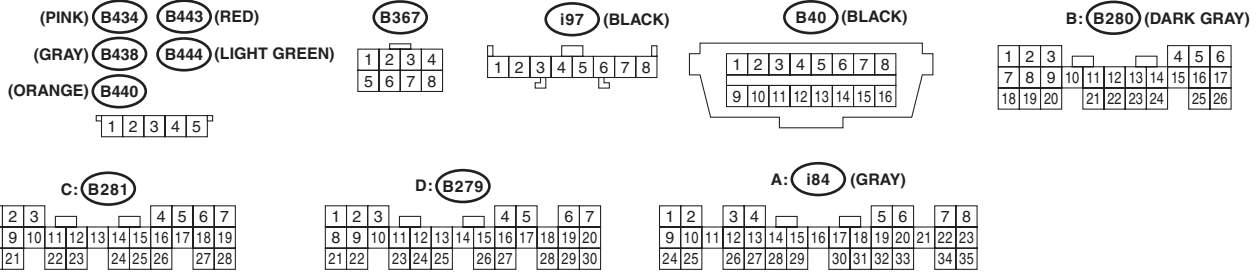 (PINK) B434 B443 (RED)
(GRAY) B438 B444 (LIGHT GREEN)
(ORANGE) B440
1 2 3 4 5
B367
1 2 3 4
5 6 7 8
i97 (BLACK)
1 2 3 4 5 6 7 8
B40 (BLACK)
1 2 3 4 5 6 7 8
9 10 11 12 13 14 15 16
B: B280 (DARK GRAY)
1 2 3 4 5 6
7 8 9 10 11 12 13 14 15 16 17
18 19 20 21 22 23 24 25 26
C: B281
2 3 4 5 6 7
9 10 11 12 13 14 15 16 17 18 19
21 22 23 24 25 26 27 28
D: B279
1 2 3 4 5 6 7
8 9 10 11 12 13 14 15 16 17 18 19 20
21 22 23 24 25 26 27 28 29 30
A: i84 (GRAY)
1 2 3 4 5 6 7 8
9 10 11 12 13 14 15 16 17 18 19 20 21 22 23
24 25 26 27 28 29 30 31 32 33 34 35